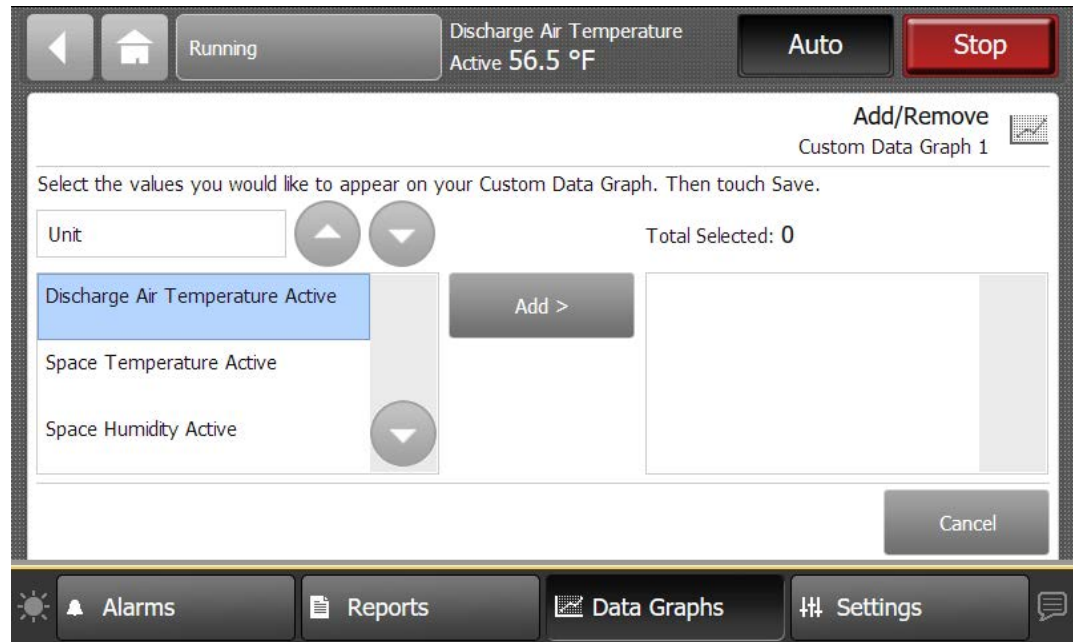 Running
Discharge Air Temperature
Active 56.5 °F
Auto
Stop
Add/Remove
Custom Data Graph 1
Select the values you would like to appear on your Custom Data Graph. Then touch Save.
Unit
Total Selected: 0
Discharge Air Temperature Active
Add >
Space Temperature Active
Space Humidity Active
Cancel
Alarms
Reports
Data Graphs
Settings